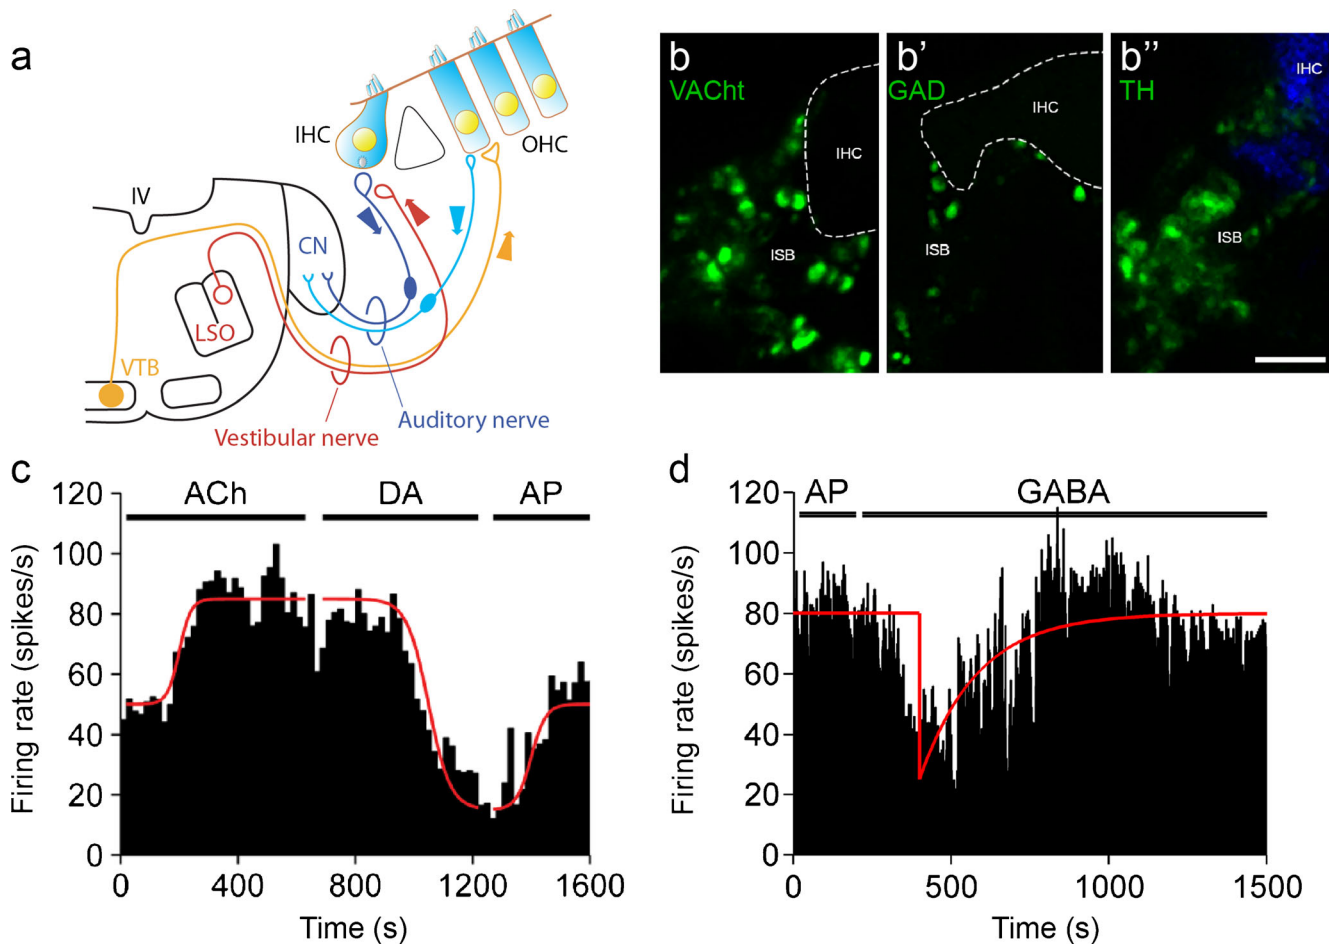 a
IHC
OHC
IV
CN
LSO
VTB
Auditory nerve
Vestibular nerve
b
VACht
IHC
ISB
b'
GAD
IHC
ISB
b''
TH
IHC
ISB
c
ACh
DA
AP
120
100
80
60
40
20
0
Firing rate (spikes/s)
0
400
800
1200
1600
Time (s)
d
AP
GABA
120
100
80
60
40
20
0
Firing rate (spikes/s)
0
500
1000
1500
Time (s)